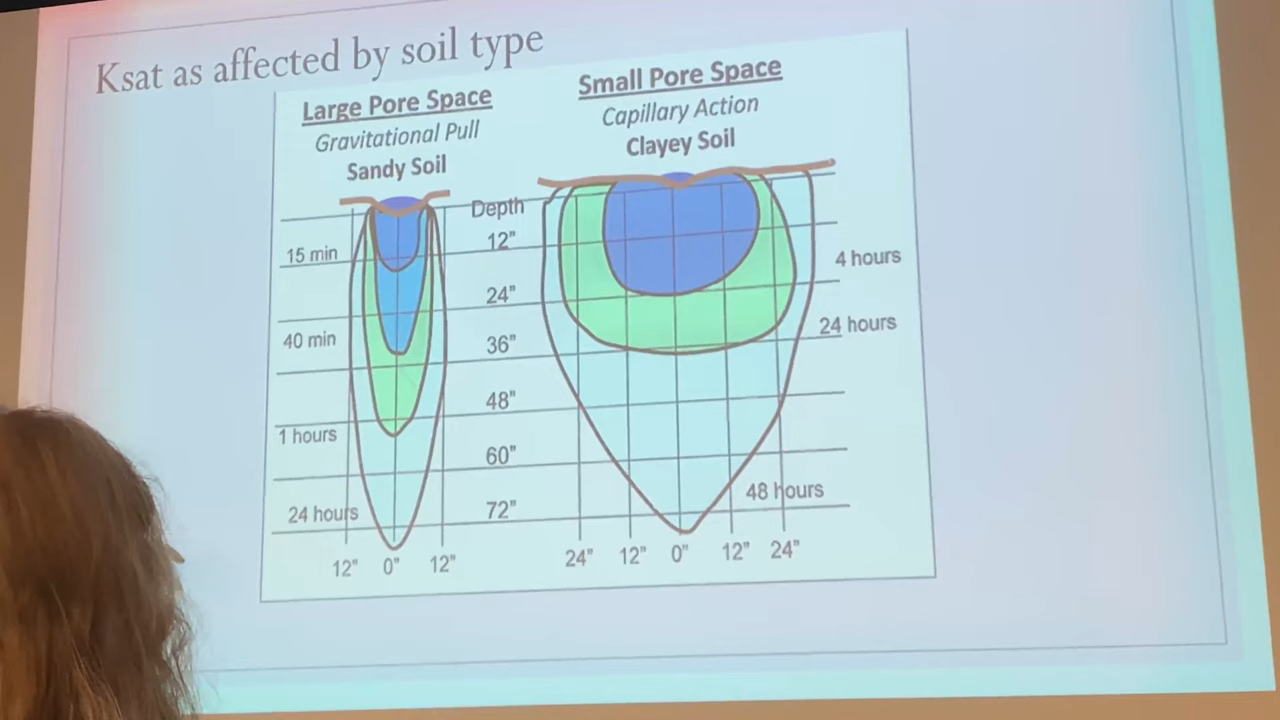 Ksat as affected by soil type
Large Pore Space
Gravitational Pull
Sandy Soil
Small Pore Space
Capillary Action
Clayey Soil
Depth
12"
24"
36"
48"
60"
72"
15 min
40 min
1 hours
24 hours
12" 0" 12"
4 hours
24 hours
48 hours
24" 12" 0" 12" 24"